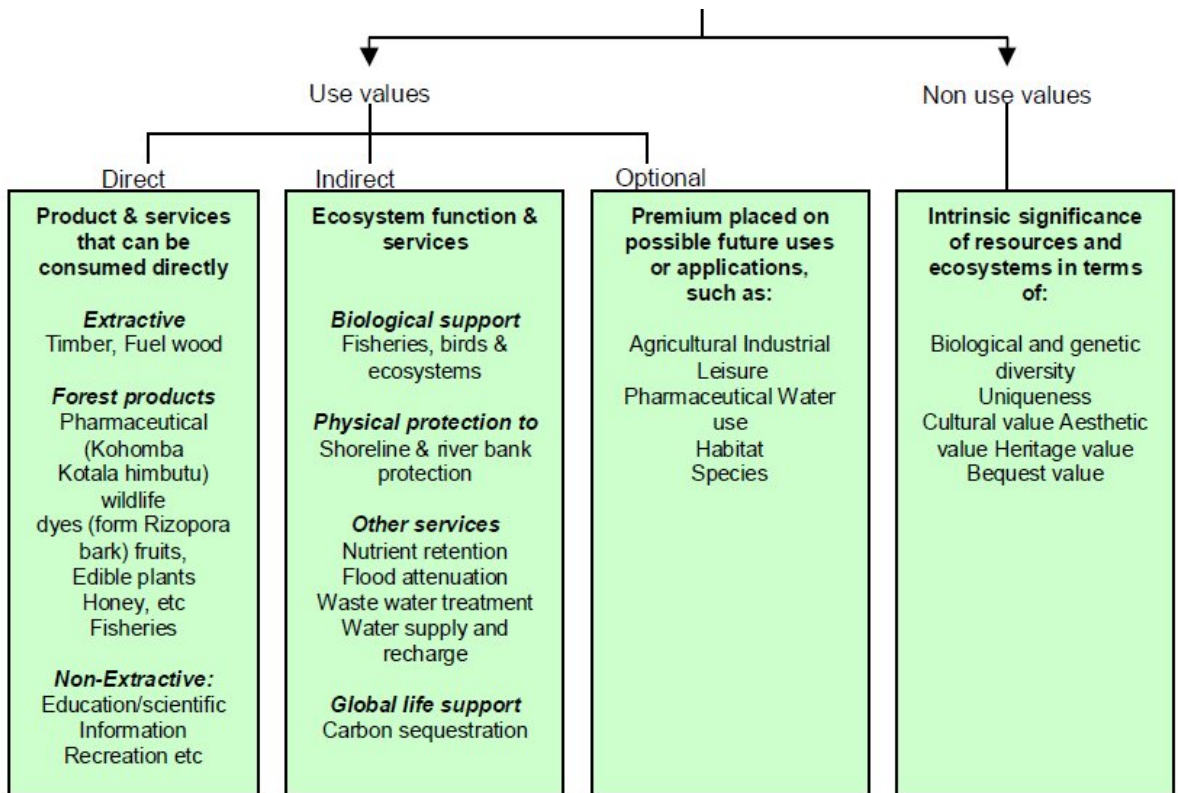 Use values
Non use values
Direct
Indirect
Optional
Product & services
that can be
consumed directly
Extractive
Timber, Fuel wood
Forest products
Pharmaceutical
(Kohomba
Kotala himbutu)
wildlife
dyes (form Rizopora
bark) fruits,
Edible plants
Honey, etc
Fisheries
Non-Extractive:
Education/scientific
Information
Recreation etc
Ecosystem function &
services
Biological support
Fisheries, birds &
ecosystems
Physical protection to
Shoreline & river bank
protection
Other services
Nutrient retention
Flood attenuation
Waste water treatment
Water supply and
recharge
Global life support
Carbon sequestration
Premium placed on
possible future uses
or applications,
such as:
Agricultural Industrial
Leisure
Pharmaceutical Water
use
Habitat
Species
Intrinsic significance
of resources and
ecosystems in terms
of:
Biological and genetic
diversity
Uniqueness
Cultural value Aesthetic
value Heritage value
Bequest value